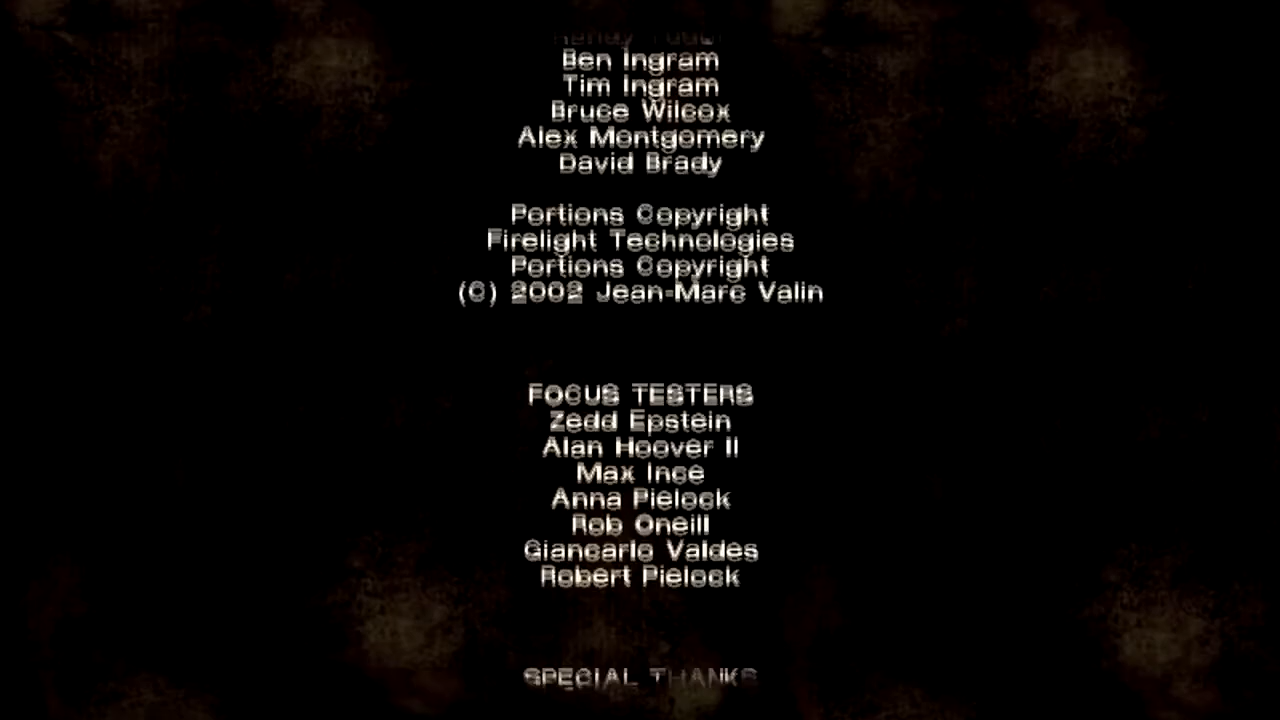 Ben Ingram
Tim Ingram
Bruce Wilcox
Alex Montgomery
David Brady
Portions Copyright
Firelight Technologies
Portions Copyright
(C) 2002 Jean-Marc Valin
FOCUS TESTERS
Zedd Epstein
Alan Hoover II
Max Ince
Anna Pielock
Rob Oneill
Giancarlo Valdes
Robert Pielock
SPECIAL THANKS